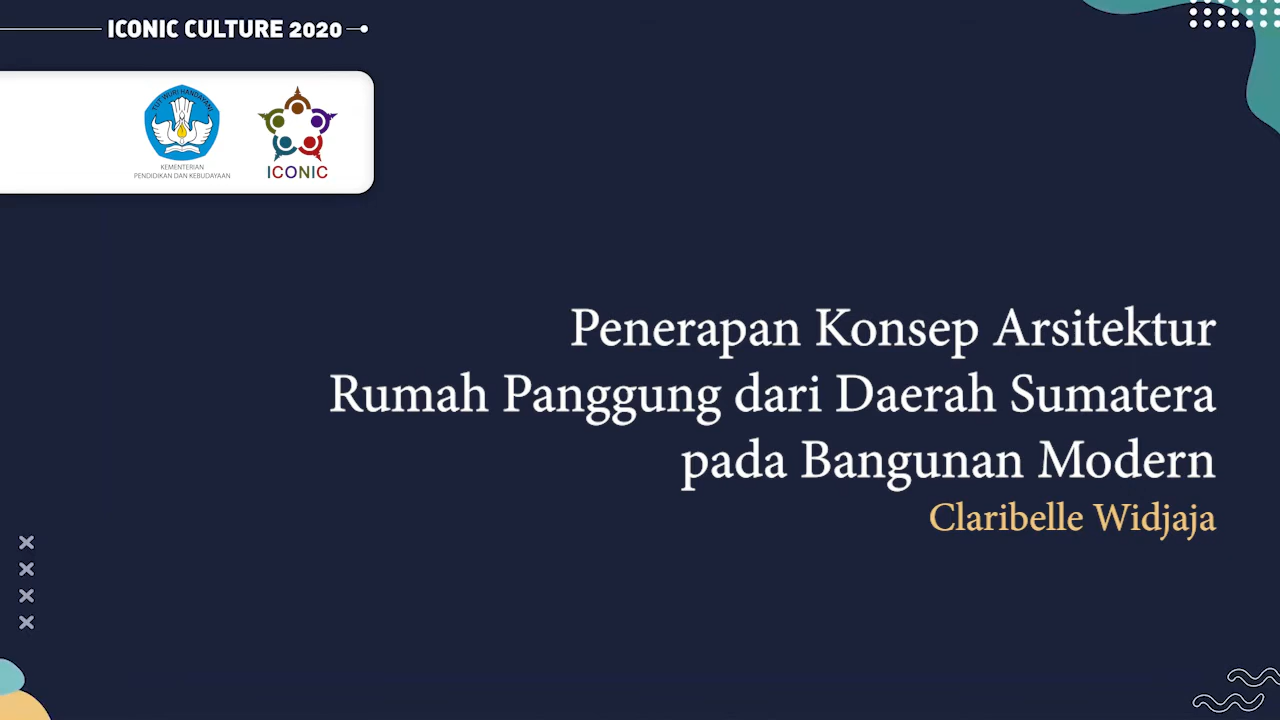 ICONIC CULTURE 2020
TUT WURI HANDAYANI
KEMENTERIAN
PENDIDIKAN DAN KEBUDAYAAN
ICONIC
Penerapan Konsep Arsitektur
Rumah Panggung dari Daerah Sumatera
pada Bangunan Modern
Claribelle Widjaja